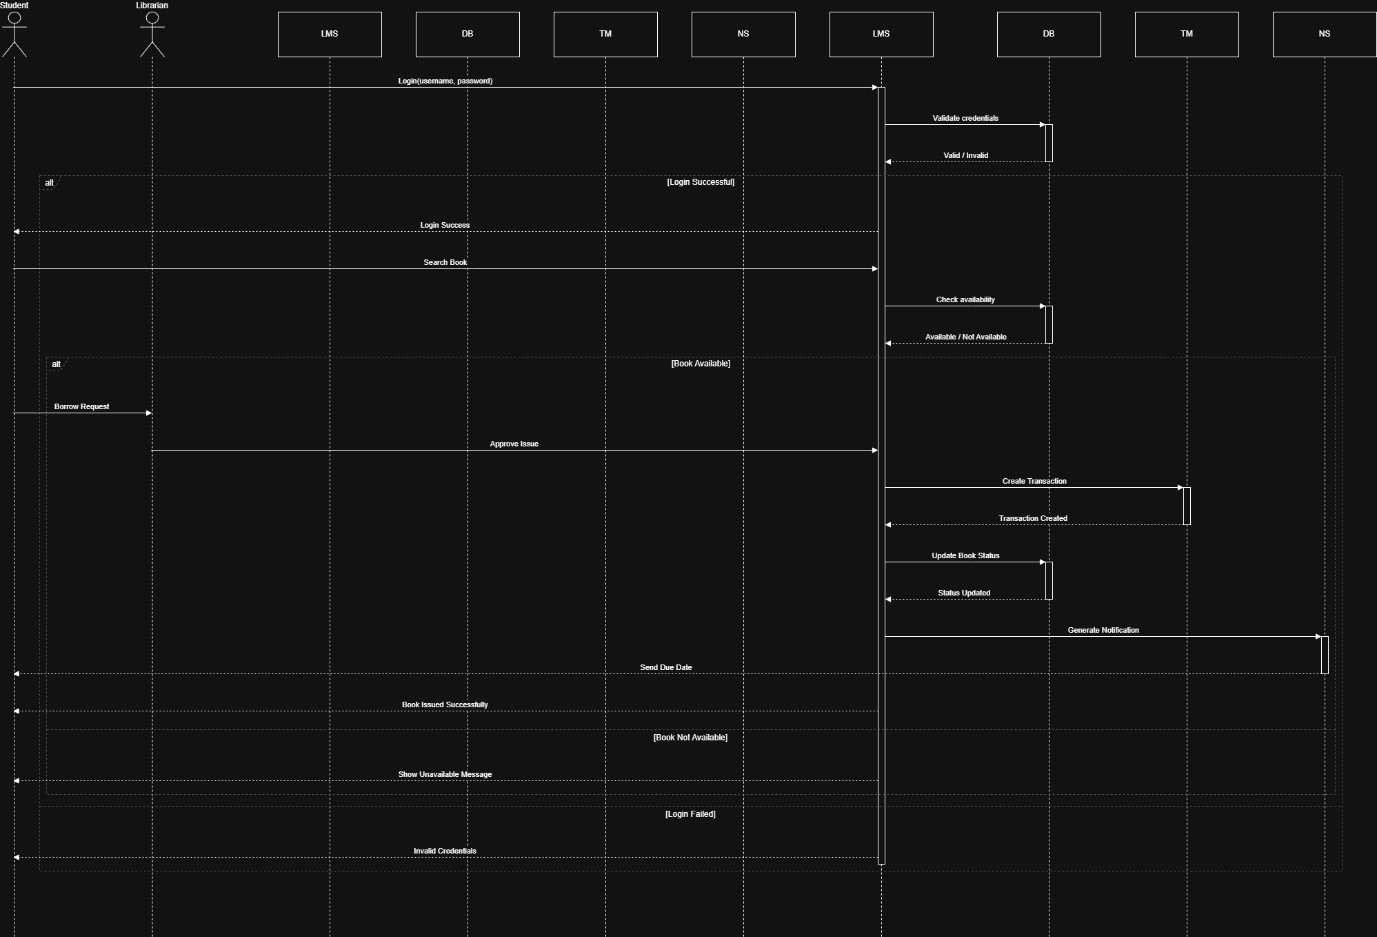 Student
Librarian
LMS
DB
TM
NS
LMS
DB
TM
NS
Login(username, password)
Validate credentials
Valid / Invalid
alt
[Login Successful]
Login Success
Search Book
Check availability
Available / Not Available
alt
[Book Available]
Borrow Request
Approve Issue
Create Transaction
Transaction Created
Update Book Status
Status Updated
Generate Notification
Send Due Date
Book Issued Successfully
[Book Not Available]
Show Unavailable Message
[Login Failed]
Invalid Credentials